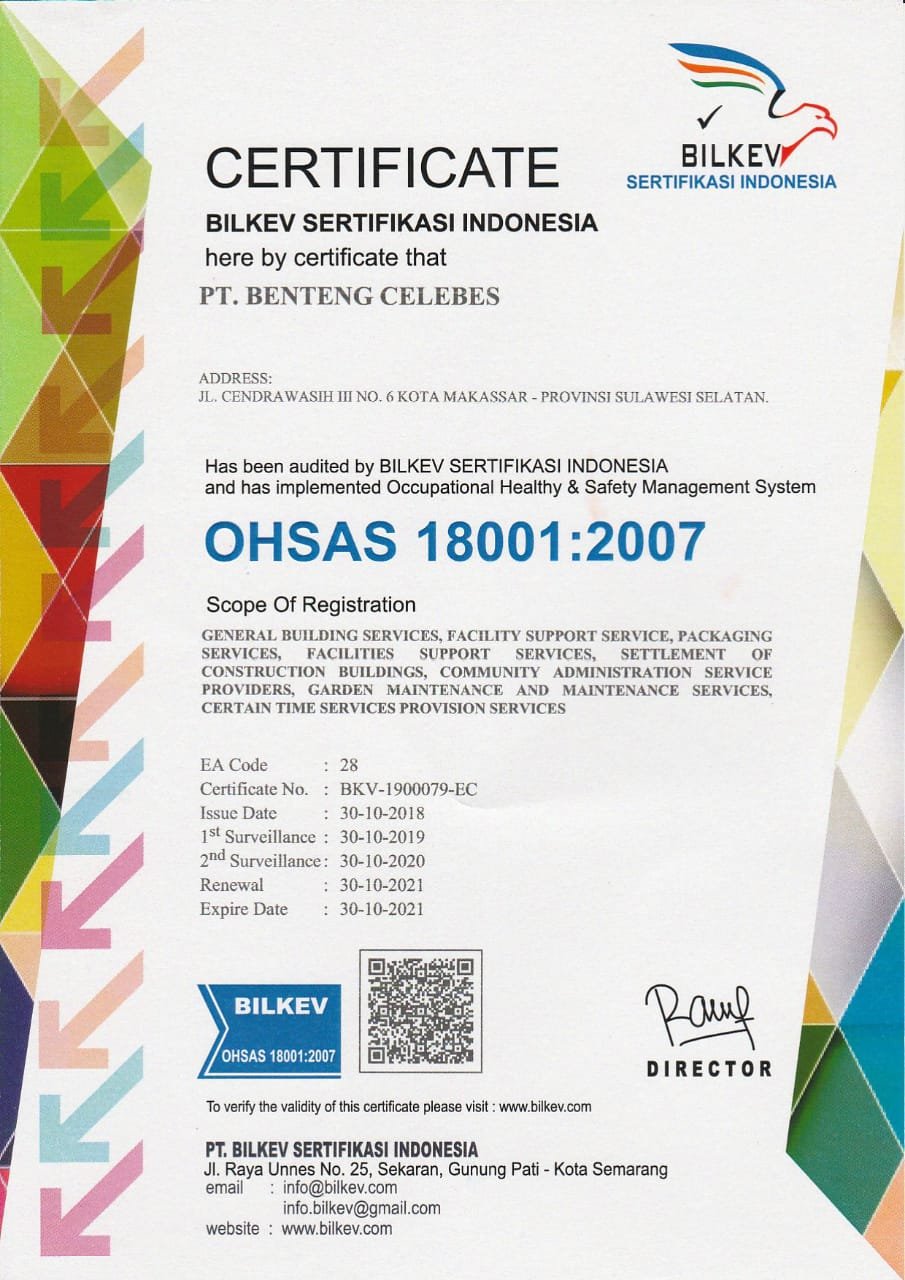 BILKEV
SERTIFIKASI INDONESIA
CERTIFICATE
BILKEV SERTIFIKASI INDONESIA
here by certificate that
PT. BENTENG CELEBES
ADDRESS:
JL. CENDRAWASIH III NO. 6 KOTA MAKASSAR - PROVINSI SULAWESI SELATAN.
Has been audited by BILKEV SERTIFIKASI INDONESIA
and has implemented Occupational Healthy & Safety Management System
OHSAS 18001:2007
Scope Of Registration
GENERAL BUILDING SERVICES, FACILITY SUPPORT SERVICE, PACKAGING
SERVICES, FACILITIES SUPPORT SERVICES, SETTLEMENT OF
CONSTRUCTION BUILDINGS, COMMUNITY ADMINISTRATION SERVICE
PROVIDERS, GARDEN MAINTENANCE AND MAINTENANCE SERVICES,
CERTAIN TIME SERVICES PROVISION SERVICES
EA Code : 28
Certificate No. : BKV-1900079-EC
Issue Date : 30-10-2018
1st Surveillance : 30-10-2019
2nd Surveillance : 30-10-2020
Renewal : 30-10-2021
Expire Date : 30-10-2021
BILKEV
OHSAS 18001:2007
DIRECTOR
To verify the validity of this certificate please visit : www.bilkev.com
PT. BILKEV SERTIFIKASI INDONESIA
Jl. Raya Unnes No. 25, Sekaran, Gunung Pati - Kota Semarang
email : info@bilkev.com
info.bilkev@gmail.com
website : www.bilkev.com